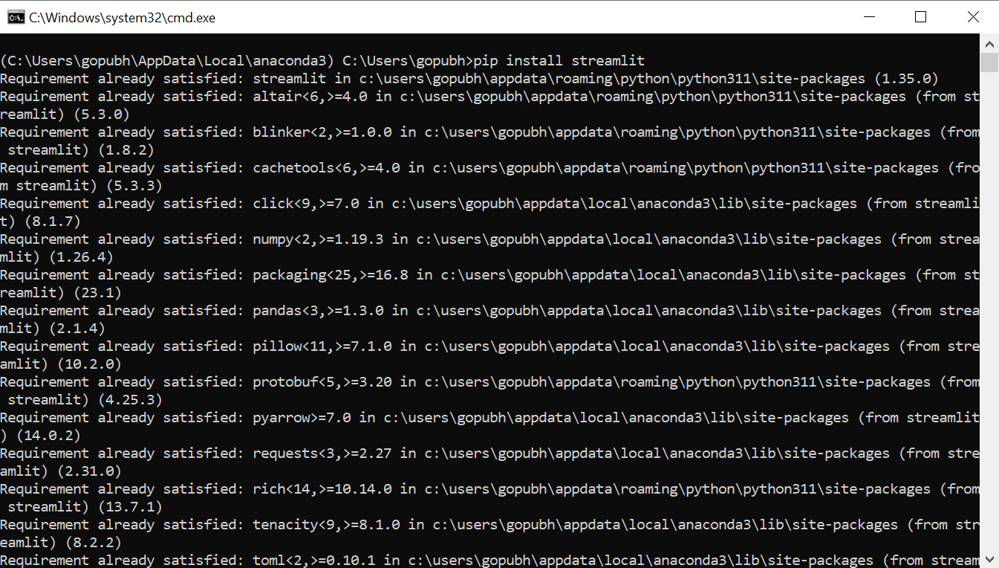 C:\Windows\system32\cmd.exe
(C:\Users\gopubh\AppData\Local\anaconda3) C:\Users\gopubh>pip install streamlit
Requirement already satisfied: streamlit in c:\users\gopubh\appdata\roaming\python\python311\site-packages (1.35.0)
Requirement already satisfied: altair<6,>=4.0 in c:\users\gopubh\appdata\roaming\python\python311\site-packages (from st
reamlit) (5.3.0)
Requirement already satisfied: blinker<2,>=1.0.0 in c:\users\gopubh\appdata\roaming\python\python311\site-packages (from
 streamlit) (1.8.2)
Requirement already satisfied: cachetools<6,>=4.0 in c:\users\gopubh\appdata\roaming\python\python311\site-packages (fro
m streamlit) (5.3.3)
Requirement already satisfied: click<9,>=7.0 in c:\users\gopubh\appdata\local\anaconda3\lib\site-packages (from streamli
t) (8.1.7)
Requirement already satisfied: numpy<2,>=1.19.3 in c:\users\gopubh\appdata\local\anaconda3\lib\site-packages (from strea
mlit) (1.26.4)
Requirement already satisfied: packaging<25,>=16.8 in c:\users\gopubh\appdata\local\anaconda3\lib\site-packages (from st
reamlit) (23.1)
Requirement already satisfied: pandas<3,>=1.3.0 in c:\users\gopubh\appdata\local\anaconda3\lib\site-packages (from strea
mlit) (2.1.4)
Requirement already satisfied: pillow<11,>=7.1.0 in c:\users\gopubh\appdata\local\anaconda3\lib\site-packages (from stre
amlit) (10.2.0)
Requirement already satisfied: protobuf<5,>=3.20 in c:\users\gopubh\appdata\roaming\python\python311\site-packages (from
 streamlit) (4.25.3)
Requirement already satisfied: pyarrow>=7.0 in c:\users\gopubh\appdata\local\anaconda3\lib\site-packages (from streamlit
) (14.0.2)
Requirement already satisfied: requests<3,>=2.27 in c:\users\gopubh\appdata\local\anaconda3\lib\site-packages (from stre
amlit) (2.31.0)
Requirement already satisfied: rich<14,>=10.14.0 in c:\users\gopubh\appdata\roaming\python\python311\site-packages (from
 streamlit) (13.7.1)
Requirement already satisfied: tenacity<9,>=8.1.0 in c:\users\gopubh\appdata\local\anaconda3\lib\site-packages (from str
eamlit) (8.2.2)
Requirement already satisfied: toml<2,>=0.10.1 in c:\users\gopubh\appdata\local\anaconda3\lib\site-packages (from stream